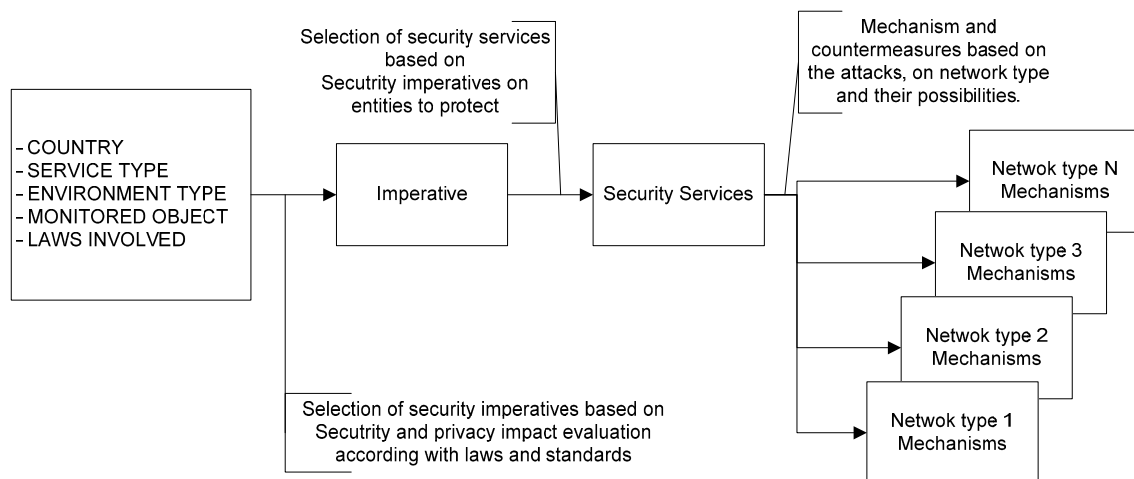 Selection of security services
based on
Secutrity imperatives on
entities to protect
Mechanism and
countermeasures based on
the attacks, on network type
and their possibilities.
- COUNTRY
- SERVICE TYPE
- ENVIRONMENT TYPE
- MONITORED OBJECT
- LAWS INVOLVED
Imperative
Security Services
Netwok type N
Mechanisms
Netwok type 3
Mechanisms
Netwok type 2
Mechanisms
Netwok type 1
Mechanisms
Selection of security imperatives based on
Secutrity and privacy impact evaluation
according with laws and standards